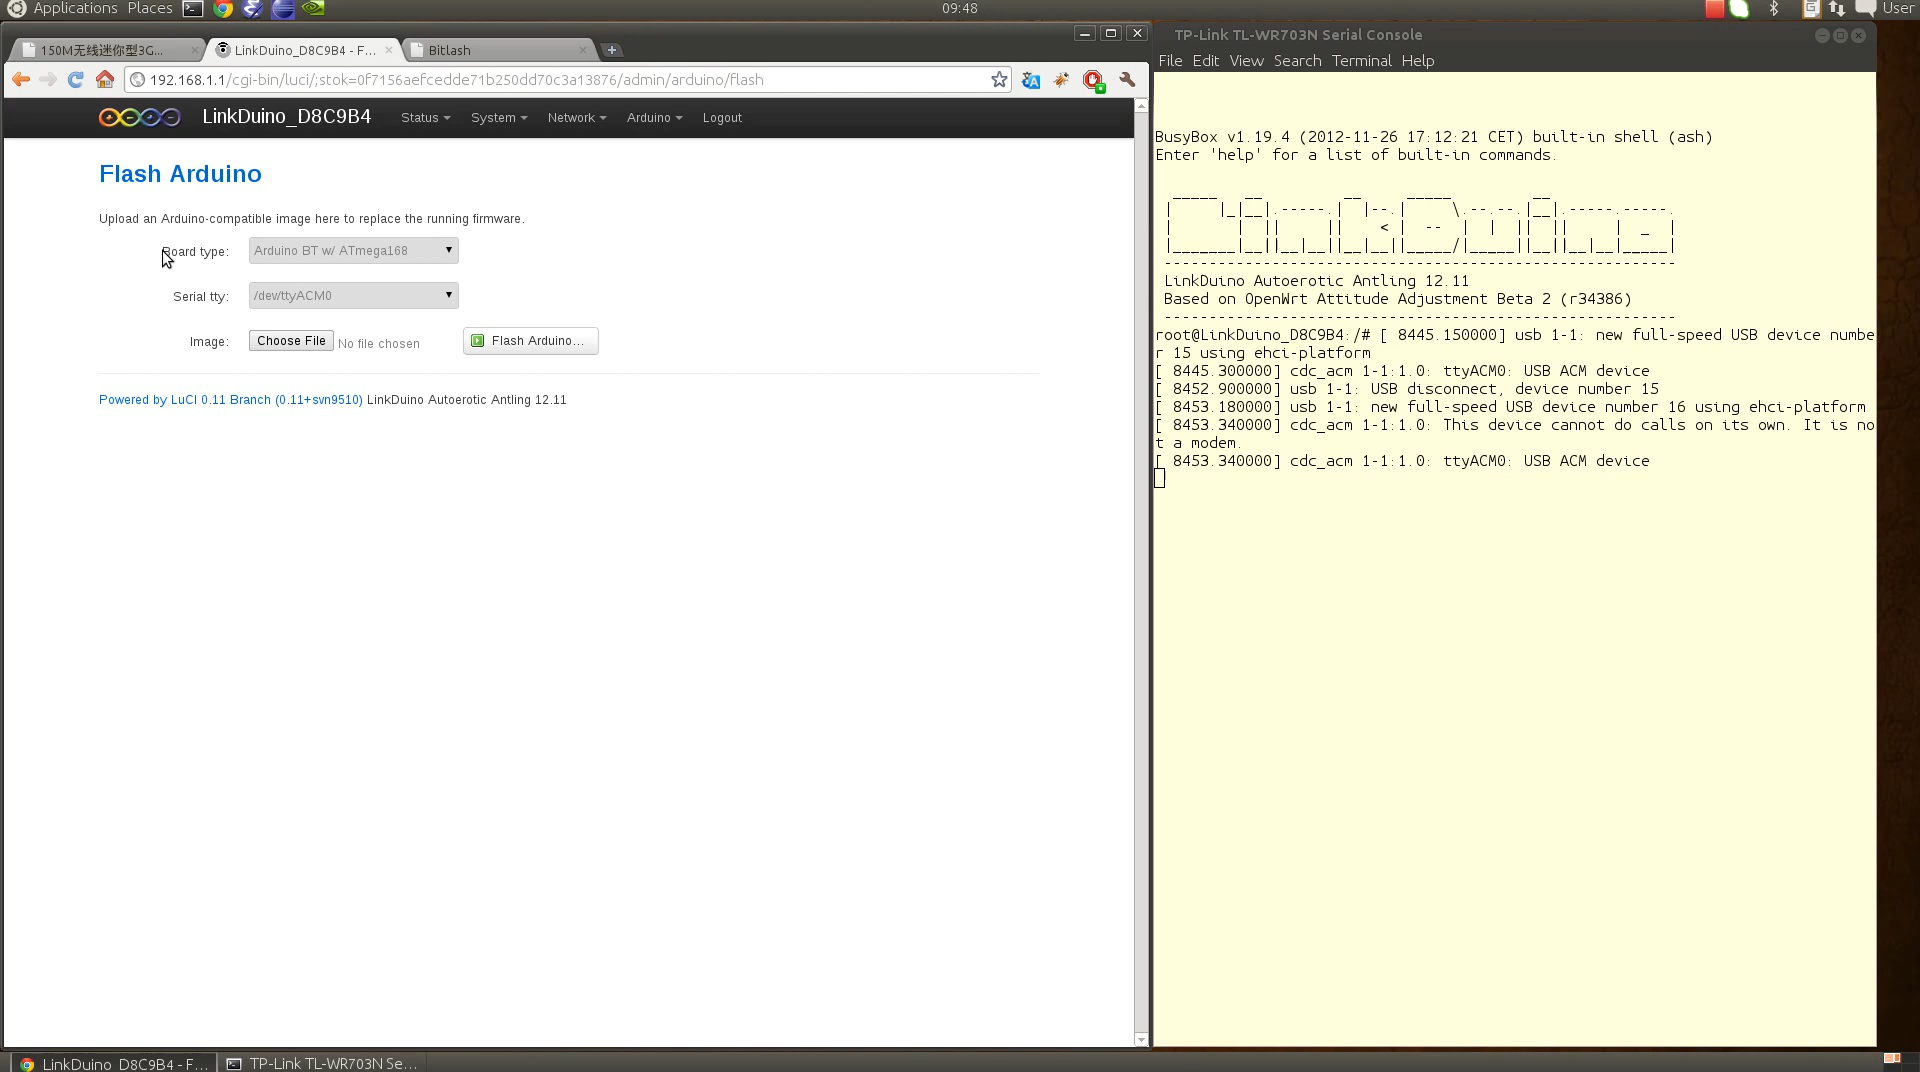 Applications Places 09:48 User
150M无线迷你型3G...
LinkDuino_D8C9B4 - F...
Bitlash
192.168.1.1/cgi-bin/luci/;stok=0f7156aefcedde71b250dd70c3a13876/admin/arduino/flash
LinkDuino_D8C9B4 Status System Network Arduino Logout
Flash Arduino
Upload an Arduino-compatible image here to replace the running firmware.
Board type: Arduino BT w/ ATmega168
Serial tty: /dev/ttyACM0
Image: Choose File No file chosen Flash Arduino...
Powered by LuCI 0.11 Branch (0.11+svn9510) LinkDuino Autoerotic Antling 12.11
TP-Link TL-WR703N Serial Console
File Edit View Search Terminal Help
BusyBox v1.19.4 (2012-11-26 17:12:21 CET) built-in shell (ash)
Enter 'help' for a list of built-in commands.
LinkDuino Autoerotic Antling 12.11
Based on OpenWrt Attitude Adjustment Beta 2 (r34386)
root@LinkDuino_D8C9B4:/# [ 8445.150000] usb 1-1: new full-speed USB device numbe
r 15 using ehci-platform
[ 8445.300000] cdc_acm 1-1:1.0: ttyACM0: USB ACM device
[ 8452.900000] usb 1-1: USB disconnect, device number 15
[ 8453.180000] usb 1-1: new full-speed USB device number 16 using ehci-platform
[ 8453.340000] cdc_acm 1-1:1.0: This device cannot do calls on its own. It is no
t a modem.
[ 8453.340000] cdc_acm 1-1:1.0: ttyACM0: USB ACM device
LinkDuino_D8C9B4 - F...
TP-Link TL-WR703N Se...